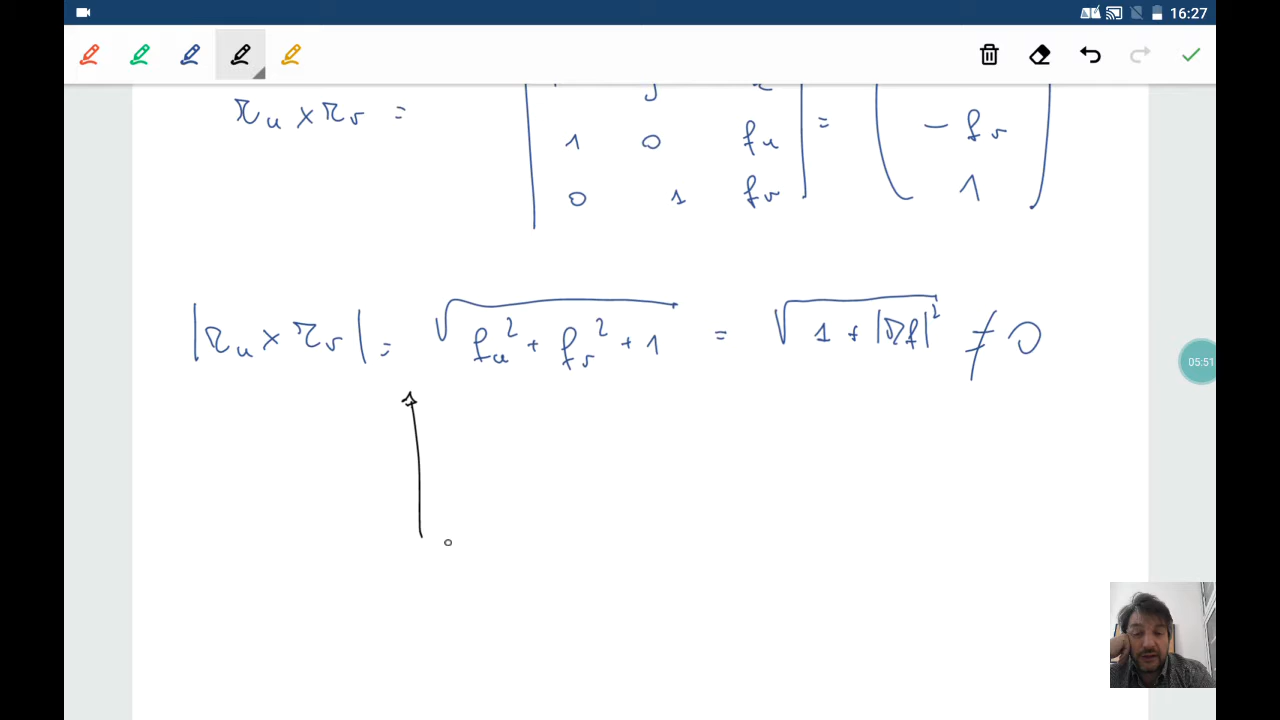 16:27
r_u x r_v = | 1 0 f_u 0 1 f_v | = ( - f_v 1 )
|r_u x r_v| = √(f_u² + f_v² + 1) = √(1 + |∇f|²) ≠ 0
05:51